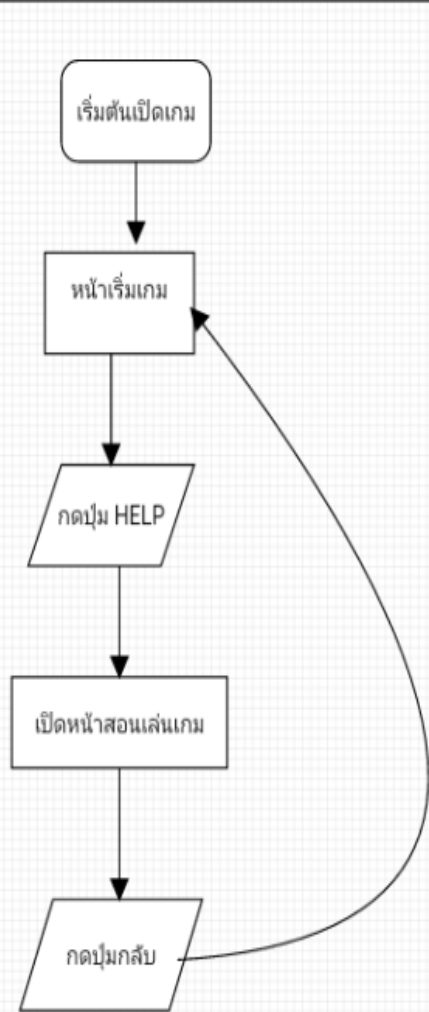 เริ่มต้นเปิดเกม
หน้าเริ่มเกม
กดปุ่ม HELP
เปิดหน้าสอนเล่นเกม
กดปุ่มกลับ